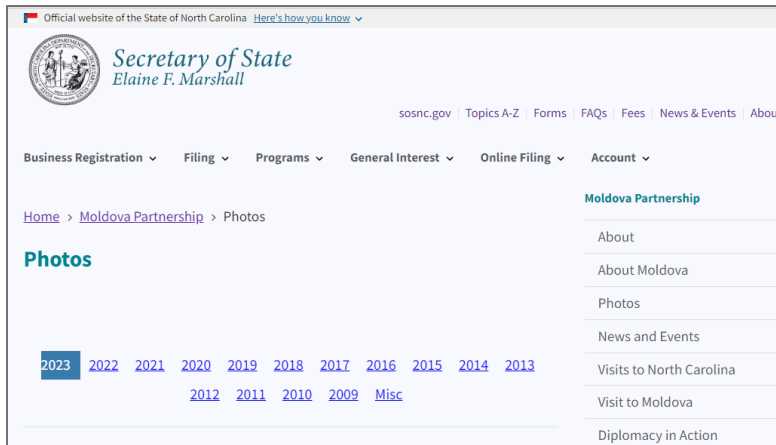 Official website of the State of North Carolina Here's how you know
Secretary of State
Elaine F. Marshall
sosnc.gov Topics A-Z Forms FAQs Fees News & Events
Business Registration Filing Programs General Interest Online Filing Account
Home > Moldova Partnership > Photos
Photos
2023 2022 2021 2020 2019 2018 2017 2016 2015 2014 2013
2012 2011 2010 2009 Misc
Moldova Partnership
About
About Moldova
Photos
News and Events
Visits to North Carolina
Visit to Moldova
Diplomacy in Action